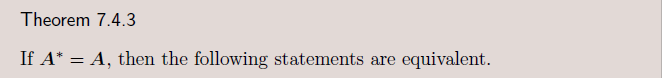 Theorem 7.4.3
If A* = A, then the following statements are equivalent.